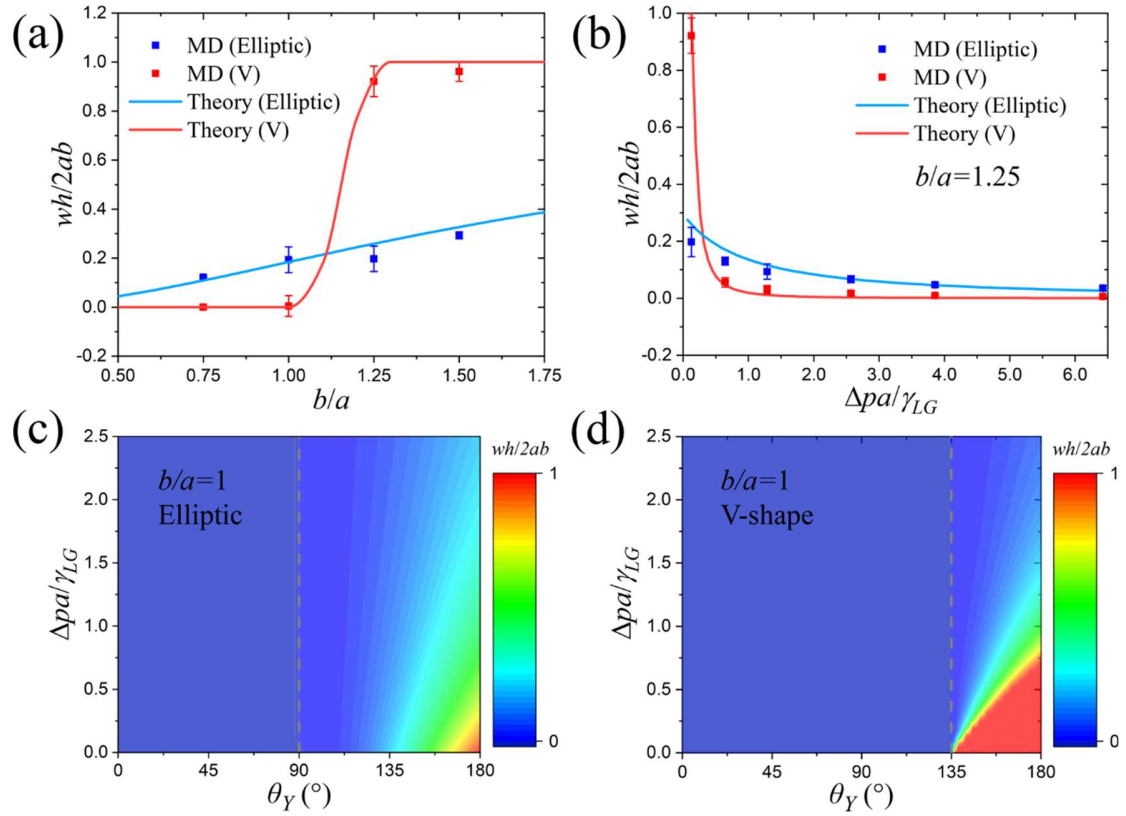 (a)
MD (Elliptic)
MD (V)
Theory (Elliptic)
Theory (V)
wh/2ab
1.0
0.8
0.6
0.4
0.2
0.0
-0.2
0.50 0.75 1.00 1.25 1.50 1.75
b/a
(b)
MD (Elliptic)
MD (V)
Theory (Elliptic)
Theory (V)
b/a=1.25
wh/2ab
1.0
0.8
0.6
0.4
0.2
0.0
-0.2
0.0 1.0 2.0 3.0 4.0 5.0 6.0
Δpa/γLG
(c)
b/a=1
Elliptic
Δpa/γLG
2.5
2.0
1.5
1.0
0.5
0.0
0 45 90 135 180
θY (°)
wh/2ab
1
0
(d)
b/a=1
V-shape
Δpa/γLG
2.5
2.0
1.5
1.0
0.5
0.0
0 45 90 135 180
θY (°)
wh/2ab
1
0